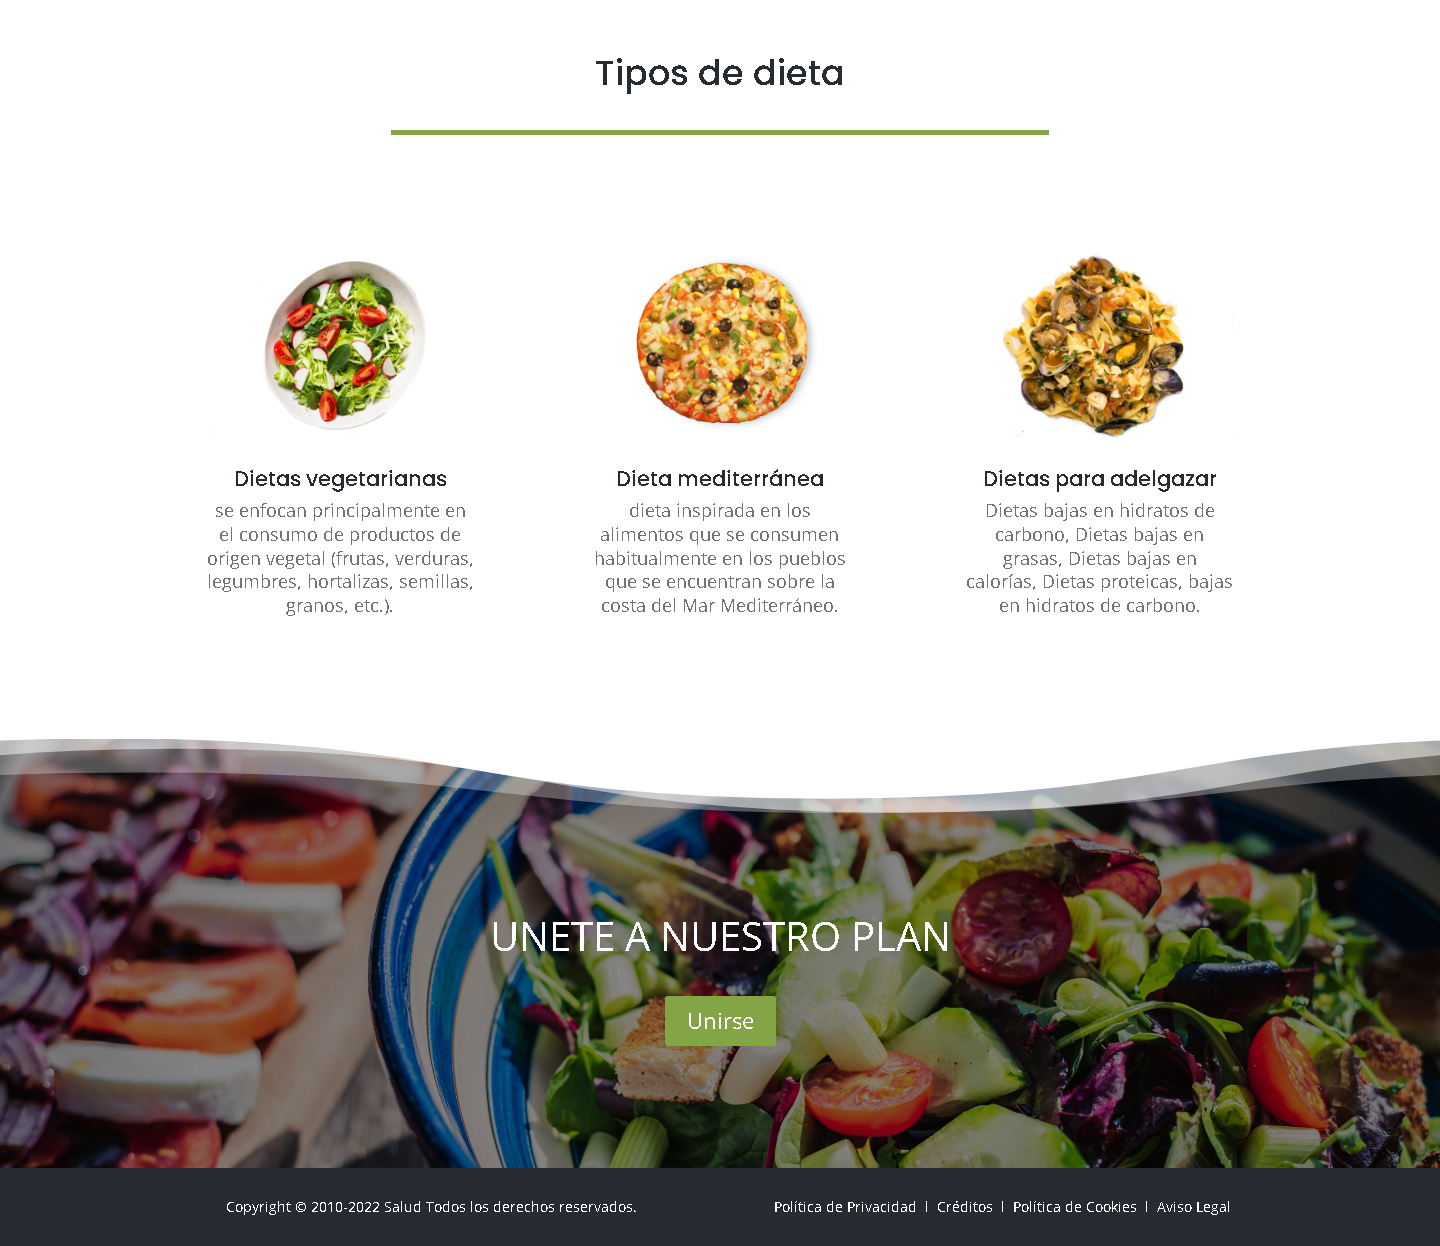 Tipos de dieta
Dietas vegetarianas
se enfocan principalmente en
el consumo de productos de
origen vegetal (frutas, verduras,
legumbres, hortalizas, semillas,
granos, etc.).
Dieta mediterránea
dieta inspirada en los
alimentos que se consumen
habitualmente en los pueblos
que se encuentran sobre la
costa del Mar Mediterráneo.
Dietas para adelgazar
Dietas bajas en hidratos de
carbono, Dietas bajas en
grasas, Dietas bajas en
calorías, Dietas proteicas, bajas
en hidratos de carbono.
UNETE A NUESTRO PLAN
Unirse
Copyright © 2010-2022 Salud Todos los derechos reservados.
Política de Privacidad | Créditos | Política de Cookies | Aviso Legal